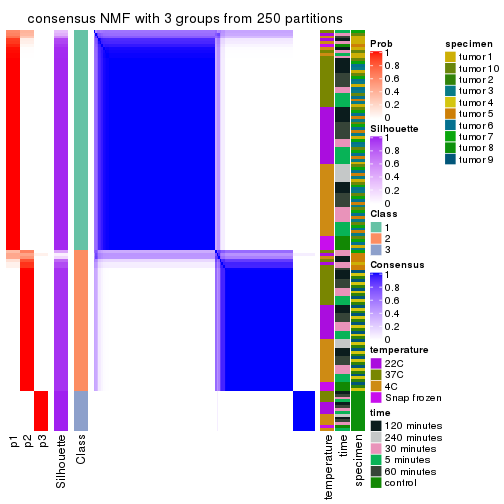 consensus NMF with 3 groups from 250 partitions
Prob
1
0.8
0.6
0.4
0.2
0
Silhouette
1
0.8
0.6
0.4
0.2
0
Class
1
2
3
Consensus
1
0.8
0.6
0.4
0.2
0
temperature
22C
37C
4C
Snap frozen
time
120 minutes
240 minutes
30 minutes
5 minutes
60 minutes
control
specimen
tumor 1
tumor 10
tumor 2
tumor 3
tumor 4
tumor 5
tumor 6
tumor 7
tumor 8
tumor 9
p1
p2
p3
Silhouette
Class
temperature
time
specimen